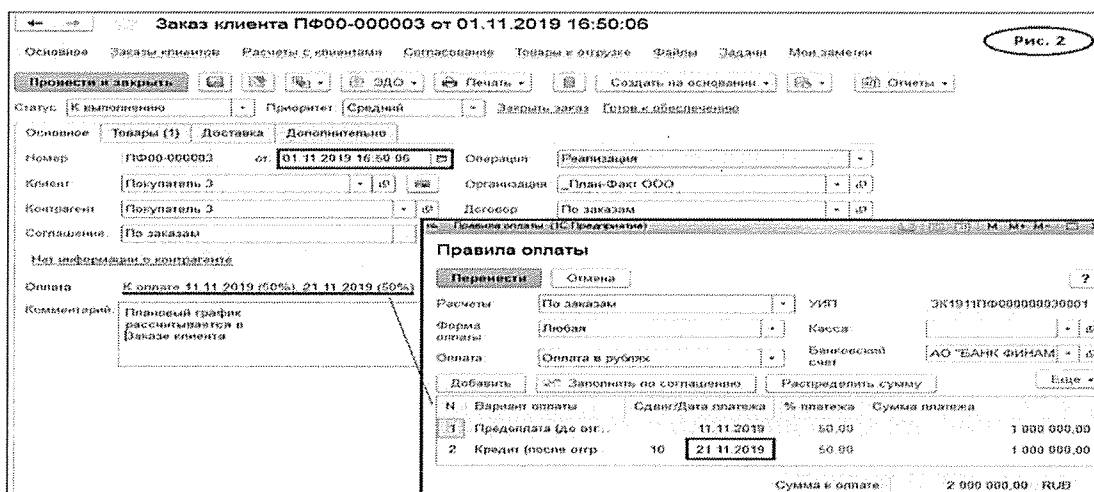 Заказ клиента ПФ00-000003 от 01.11.2019 16:50:06
Рис. 2
Основное Заказы клиентов Расчеты с клиентами Согласование Товары к отгрузке Файлы Задачи Мои заметки
Провести и закрыть ЭДО Печать Создать на основании Отчеты
Статус: К выполнению Приоритет: Средний Закрыть заказ Готов к обеспечению
Основное Товары (1) Доставка Дополнительно
Номер ПФ00-000003 от: 01.11.2019 16:50:06 Операция Реализация
Клиент Покупатель 3 Организация _План-Факт ООО
Контрагент Покупатель 3 Договор По заказам
Соглашение: По заказам
Нет информации о контрагенте
Оплата К оплате 11.11.2019 (50%), 21.11.2019 (50%)
Комментарий: Плановый график
рассчитывается в
Заказе клиента
Правила оплаты (1С:Предприятие) M M+ M-
Правила оплаты
Перенести Отмена ?
Расчеты По заказам УИП ЭК1911ПФ000000030001
Форма оплаты Любая Касса
Оплата: Оплата в рублях Банковский счет АО "БАНК ФИНАМ
Добавить Заполнить по соглашению Распределить сумму Еще
N Вариант оплаты Сдвиг/Дата платежа % платежа Сумма платежа
1 Предоплата (до отг... 11.11.2019 50,00 1 000 000,00
2 Кредит (после отгр... 10 21.11.2019 50,00 1 000 000,00
Сумма к оплате 2 000 000,00 RUB